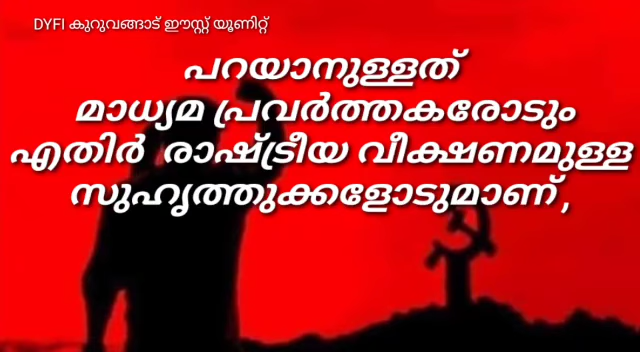 DYFI കുറുവങ്ങാട് ഈസ്റ്റ് യൂണിറ്റ്
പറയാനുള്ളത്
മാധ്യമ പ്രവർത്തകരോടും
എതിർ രാഷ്ട്രീയ വീക്ഷണമുള്ള
സുഹൃത്തുക്കളോടുമാണ്,